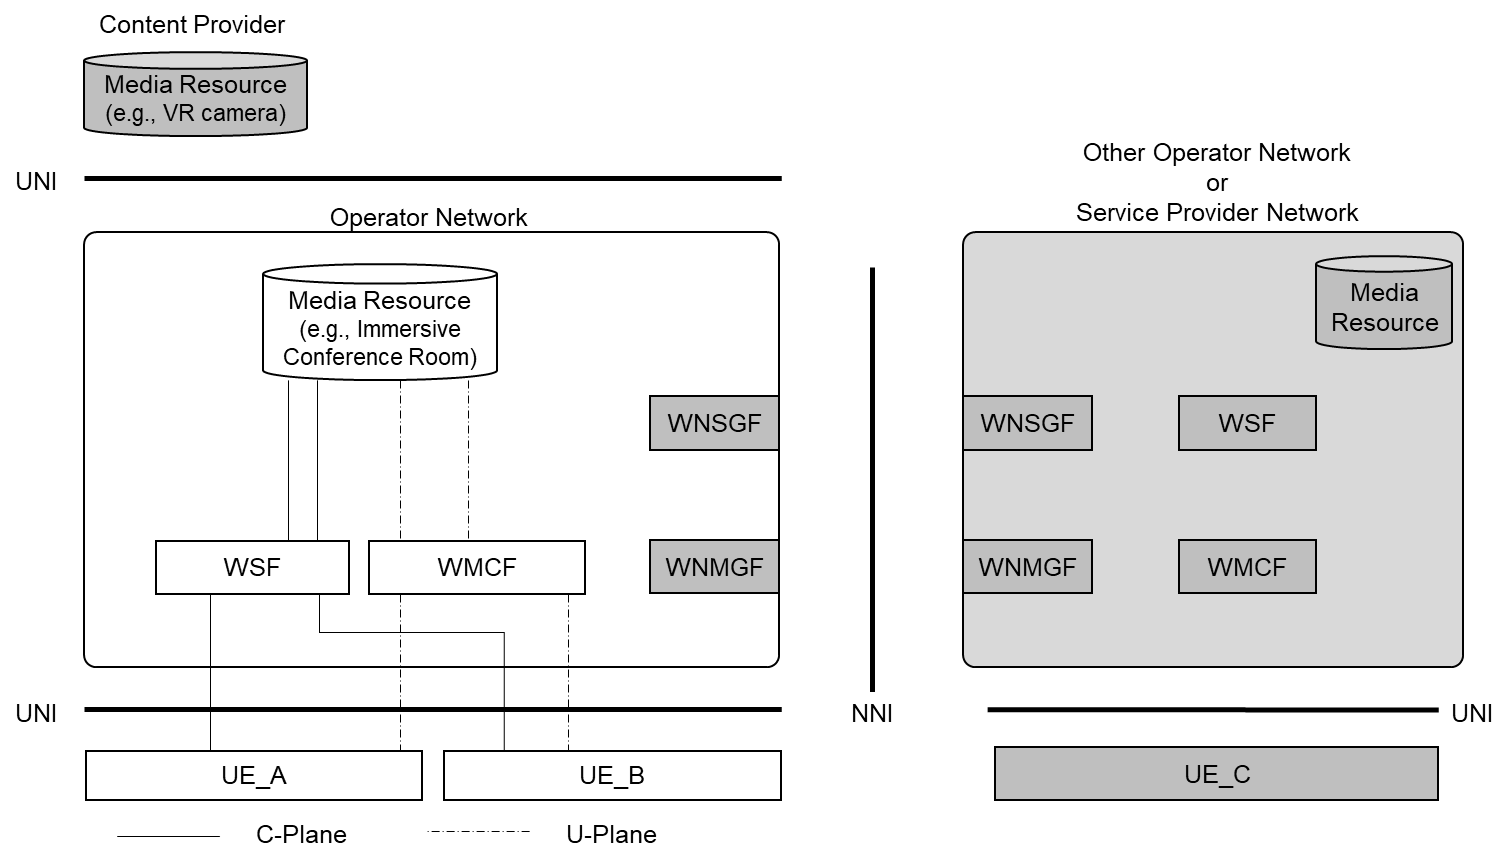 Content Provider
Media Resource
(e.g., VR camera)
UNI
Other Operator Network
or
Service Provider Network
Operator Network
Media Resource
(e.g., Immersive
Conference Room)
Media
Resource
WNSGF
WNSGF
WSF
WSF
WMCF
WNMGF
WNMGF
WMCF
UNI
NNI
UNI
UE_A
UE_B
UE_C
C-Plane
U-Plane